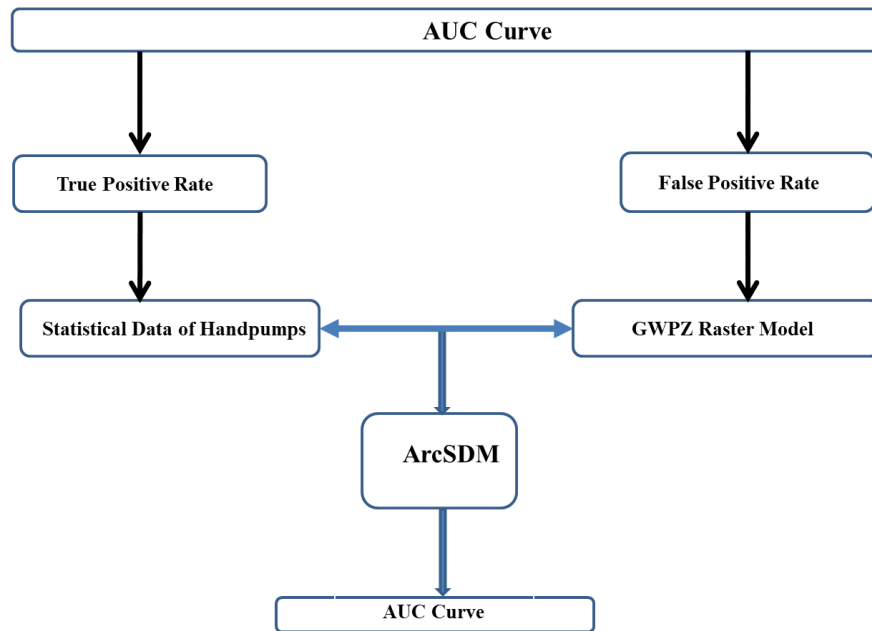 AUC Curve
True Positive Rate
False Positive Rate
Statistical Data of Handpumps
GWPZ Raster Model
ArcSDM
AUC Curve